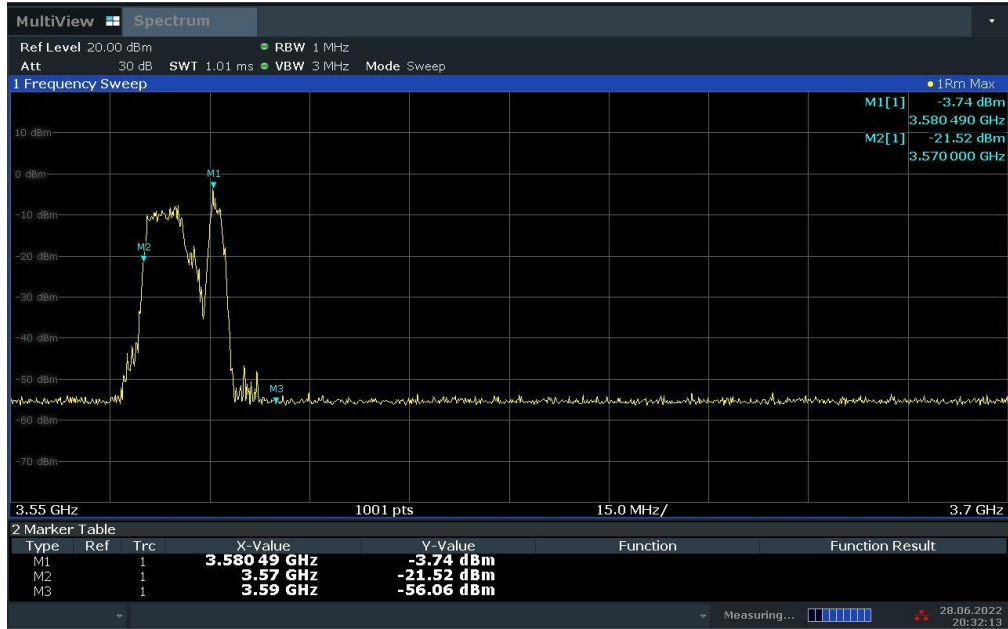 MultiView Spectrum
Ref Level 20.00 dBm RBW 1 MHz
Att 30 dB SWT 1.01 ms VBW 3 MHz Mode Sweep
1 Frequency Sweep 1Rm Max
M1[1] -3.74 dBm
3.580 490 GHz
M2[1] -21.52 dBm
3.570 000 GHz
10 dBm
0 dBm
M1
-10 dBm
M2
-20 dBm
-30 dBm
-40 dBm
-50 dBm
M3
-60 dBm
-70 dBm
3.55 GHz 1001 pts 15.0 MHz/ 3.7 GHz
2 Marker Table
Type Ref Trc X-Value Y-Value Function Function Result
M1 1 3.580 49 GHz -3.74 dBm
M2 1 3.57 GHz -21.52 dBm
M3 1 3.59 GHz -56.06 dBm
Measuring... 28.06.2022
20:32:13